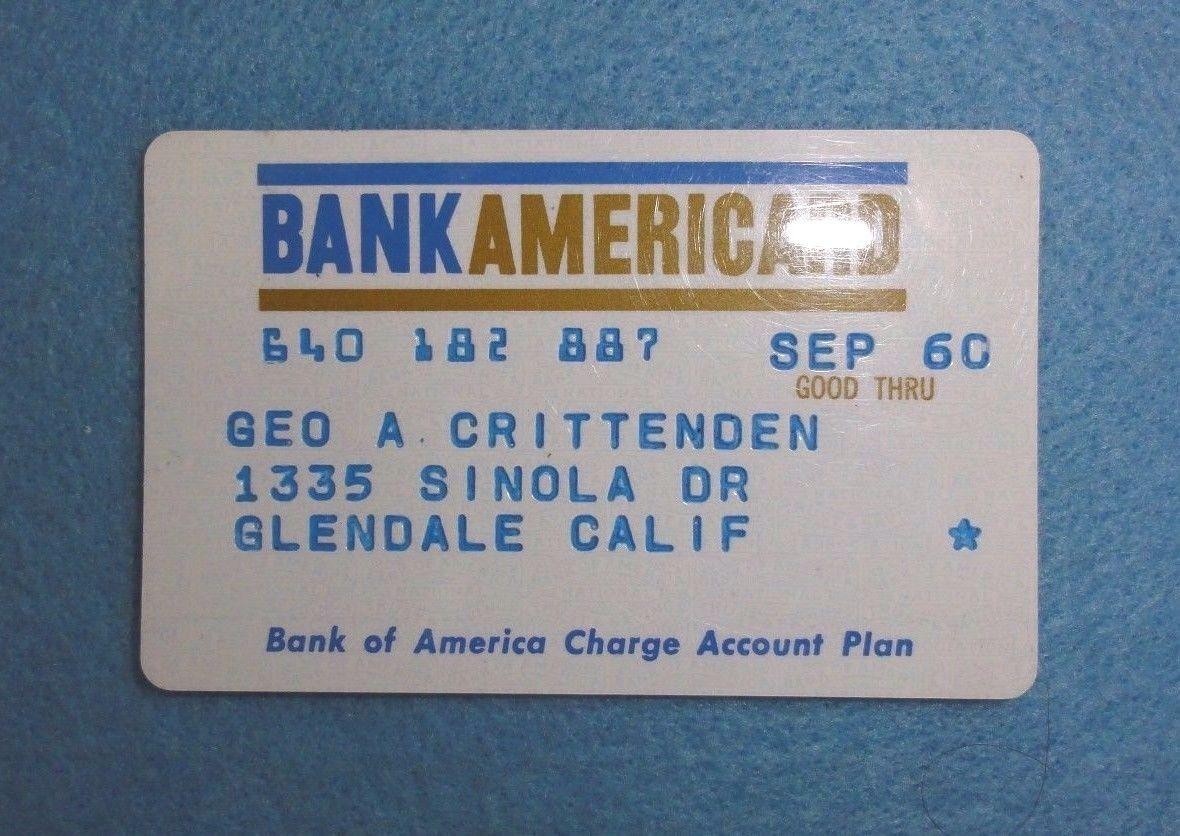 BANKAMERICARD
640 182 887 SEP 60
GOOD THRU
GEO A CRITTENDEN
1335 SINOLA DR
GLENDALE CALIF
Bank of America Charge Account Plan